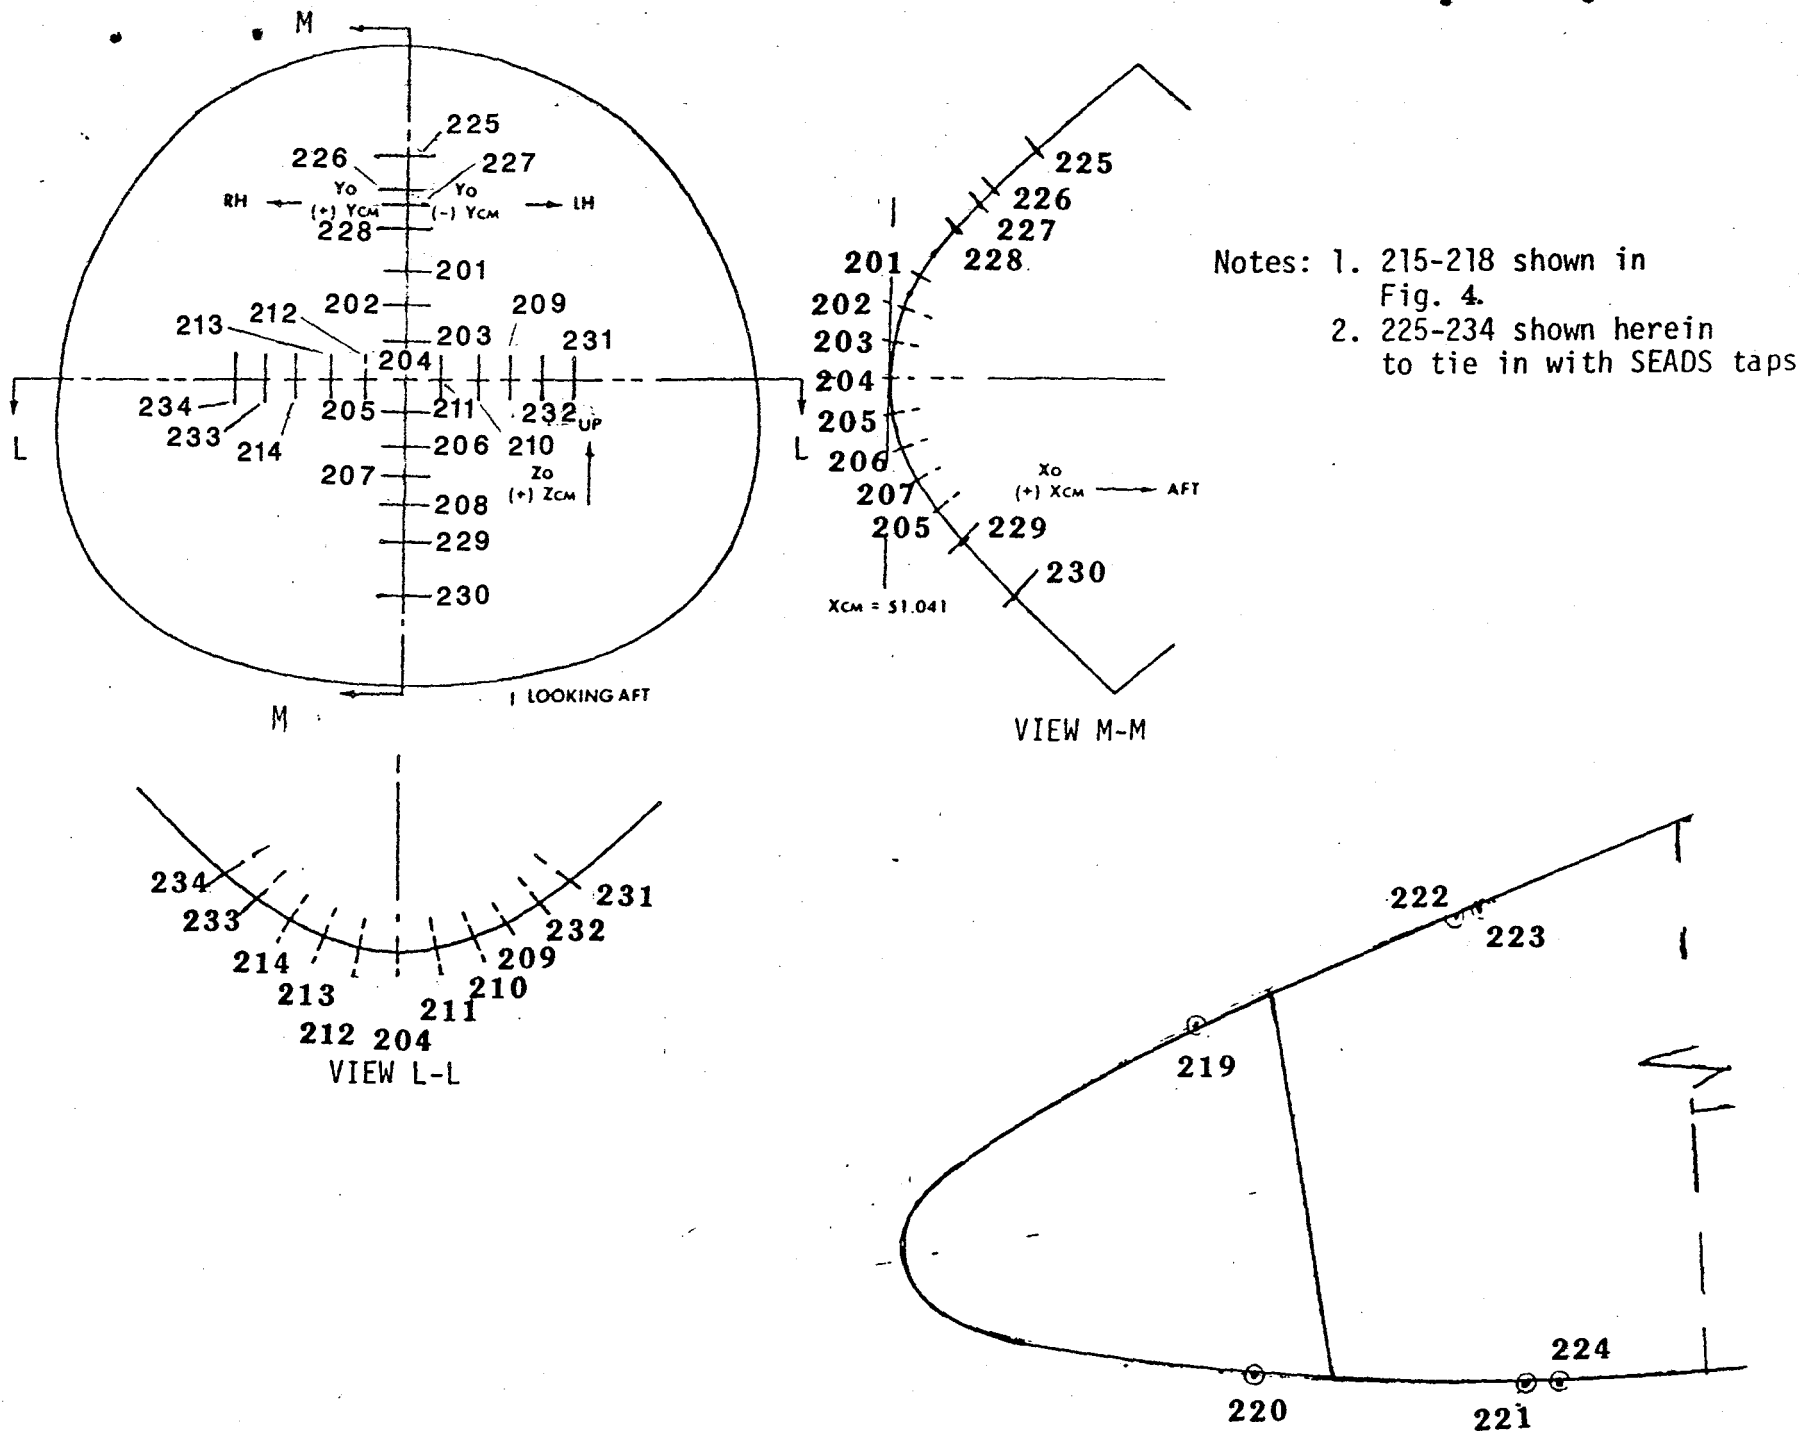 M
225
226
227
Yo
Yo
RH
(+) YCM
(-) YCM
LH
228
201
202
209
212
213
203
231
204
234
205
211
232
UP
233
214
206
210
L
L
207
Zo
(+) ZCM
208
229
230
M
LOOKING AFT
225
226
227
228
201
202
203
204
205
206
207
205
229
230
Xo
(+) XCM
AFT
XCM = 51.041
VIEW M-M
Notes: 1. 215-218 shown in
Fig. 4.
2. 225-234 shown herein
to tie in with SEADS taps
234
231
233
232
214
209
213
210
211
212
204
VIEW L-L
222
223
219
224
220
221